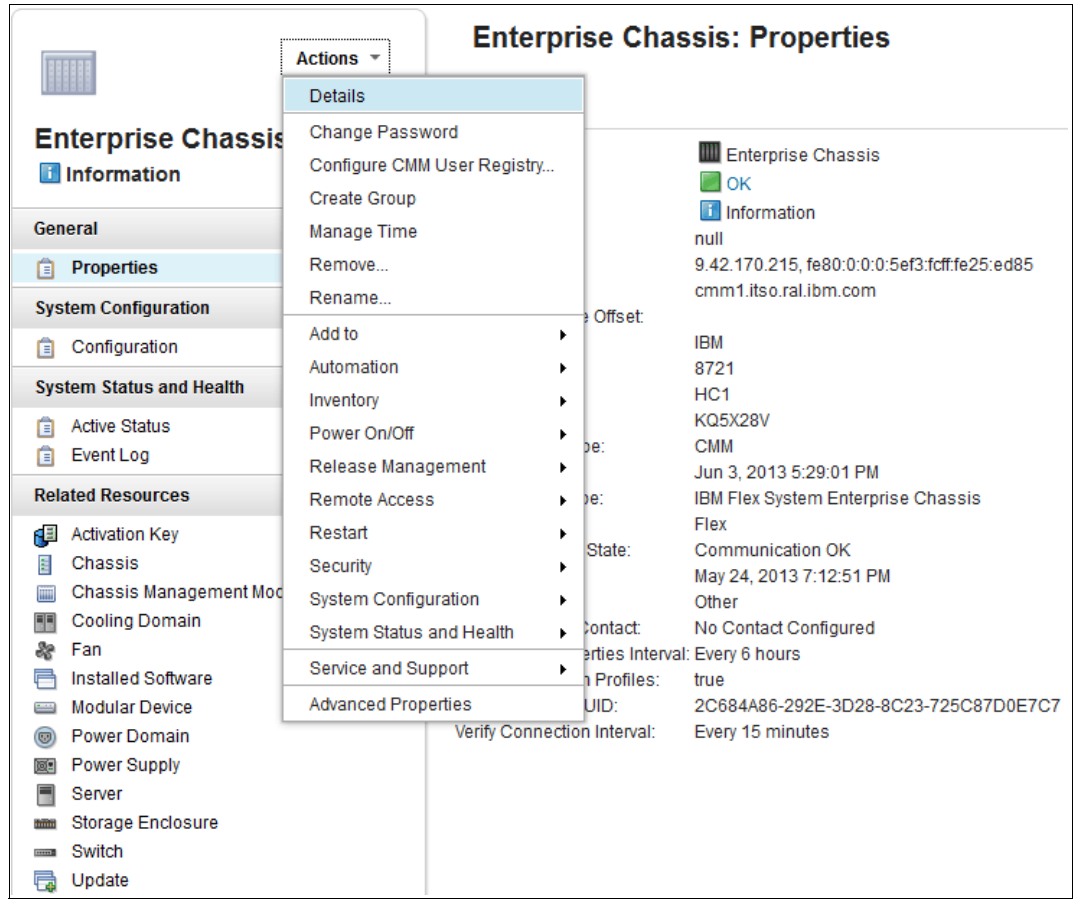 Actions
Enterprise Chassis
Information
General
Properties
System Configuration
Configuration
System Status and Health
Active Status
Event Log
Related Resources
Activation Key
Chassis
Chassis Management Mod
Cooling Domain
Fan
Installed Software
Modular Device
Power Domain
Power Supply
Server
Storage Enclosure
Switch
Update
Details
Change Password
Configure CMM User Registry...
Create Group
Manage Time
Remove...
Rename...
Add to
Automation
Inventory
Power On/Off
Release Management
Remote Access
Restart
Security
System Configuration
System Status and Health
Service and Support
Advanced Properties
Enterprise Chassis: Properties
Enterprise Chassis
OK
Information
null
9.42.170.215, fe80:0:0:0:5ef3:fcff:fe25:ed85
cmm1.itso.ral.ibm.com
Offset:
IBM
8721
HC1
KQ5X28V
pe: CMM
Jun 3, 2013 5:29:01 PM
pe: IBM Flex System Enterprise Chassis
Flex
State: Communication OK
May 24, 2013 7:12:51 PM
Other
Contact: No Contact Configured
erties Interval: Every 6 hours
Profiles: true
UID: 2C684A86-292E-3D28-8C23-725C87D0E7C7
Verify Connection Interval: Every 15 minutes